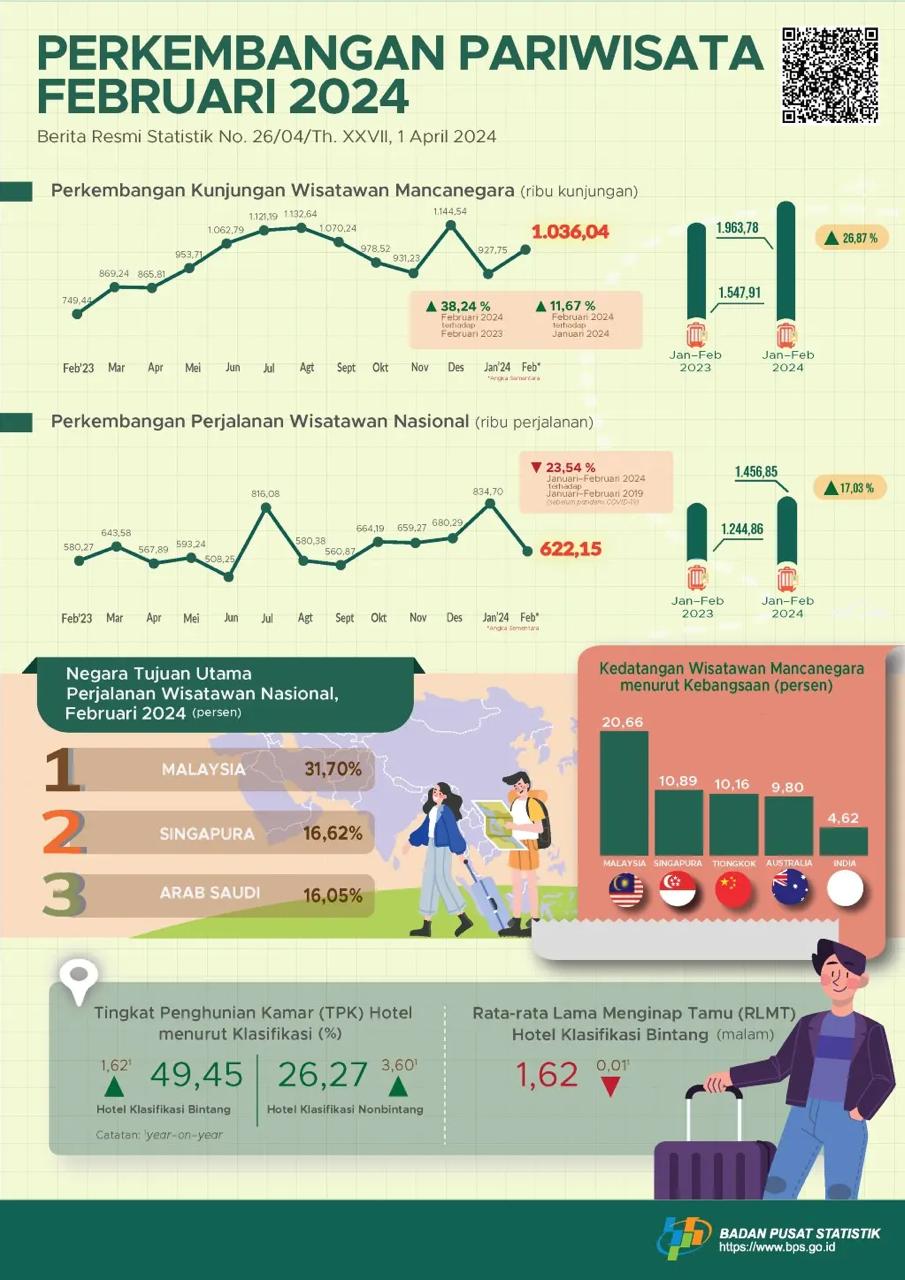 PERKEMBANGAN PARIWISATA
FEBRUARI 2024
Berita Resmi Statistik No. 26/04/Th. XXVII, 1 April 2024
Perkembangan Kunjungan Wisatawan Mancanegara (ribu kunjungan)
749,44
869,24
865,81
953,71
1.062,79
1.121,19
1.132,64
1.070,24
978,52
931,23
1.144,54
927,75
1.036,04
38,24 %
Februari 2024
terhadap
Februari 2023
11,67 %
Februari 2024
terhadap
Januari 2024
Feb'23 Mar Apr Mei Jun Jul Agt Sept Okt Nov Des Jan'24 Feb*
*Angka Sementara
1.963,78
1.547,91
26,87 %
Jan–Feb
2023
Jan–Feb
2024
Perkembangan Perjalanan Wisatawan Nasional (ribu perjalanan)
580,27
643,58
567,89
593,24
508,25
816,08
580,38
560,87
664,19
659,27
680,29
834,70
622,15
23,54 %
Januari–Februari 2024
terhadap
Januari–Februari 2019
(sebelum pandemi COVID-19)
Feb'23 Mar Apr Mei Jun Jul Agt Sept Okt Nov Des Jan'24 Feb*
*Angka Sementara
1.456,85
1.244,86
17,03 %
Jan–Feb
2023
Jan–Feb
2024
Negara Tujuan Utama
Perjalanan Wisatawan Nasional,
Februari 2024 (persen)
1 MALAYSIA 31,70%
2 SINGAPURA 16,62%
3 ARAB SAUDI 16,05%
Kedatangan Wisatawan Mancanegara
menurut Kebangsaan (persen)
20,66
10,89
10,16
9,80
4,62
MALAYSIA SINGAPURA TIONGKOK AUSTRALIA INDIA
Tingkat Penghunian Kamar (TPK) Hotel
menurut Klasifikasi (%)
1,62¹ 49,45
Hotel Klasifikasi Bintang
26,27 3,60¹
Hotel Klasifikasi Nonbintang
Catatan: ¹year-on-year
Rata-rata Lama Menginap Tamu (RLMT)
Hotel Klasifikasi Bintang (malam)
1,62 0,01¹
BADAN PUSAT STATISTIK
https://www.bps.go.id